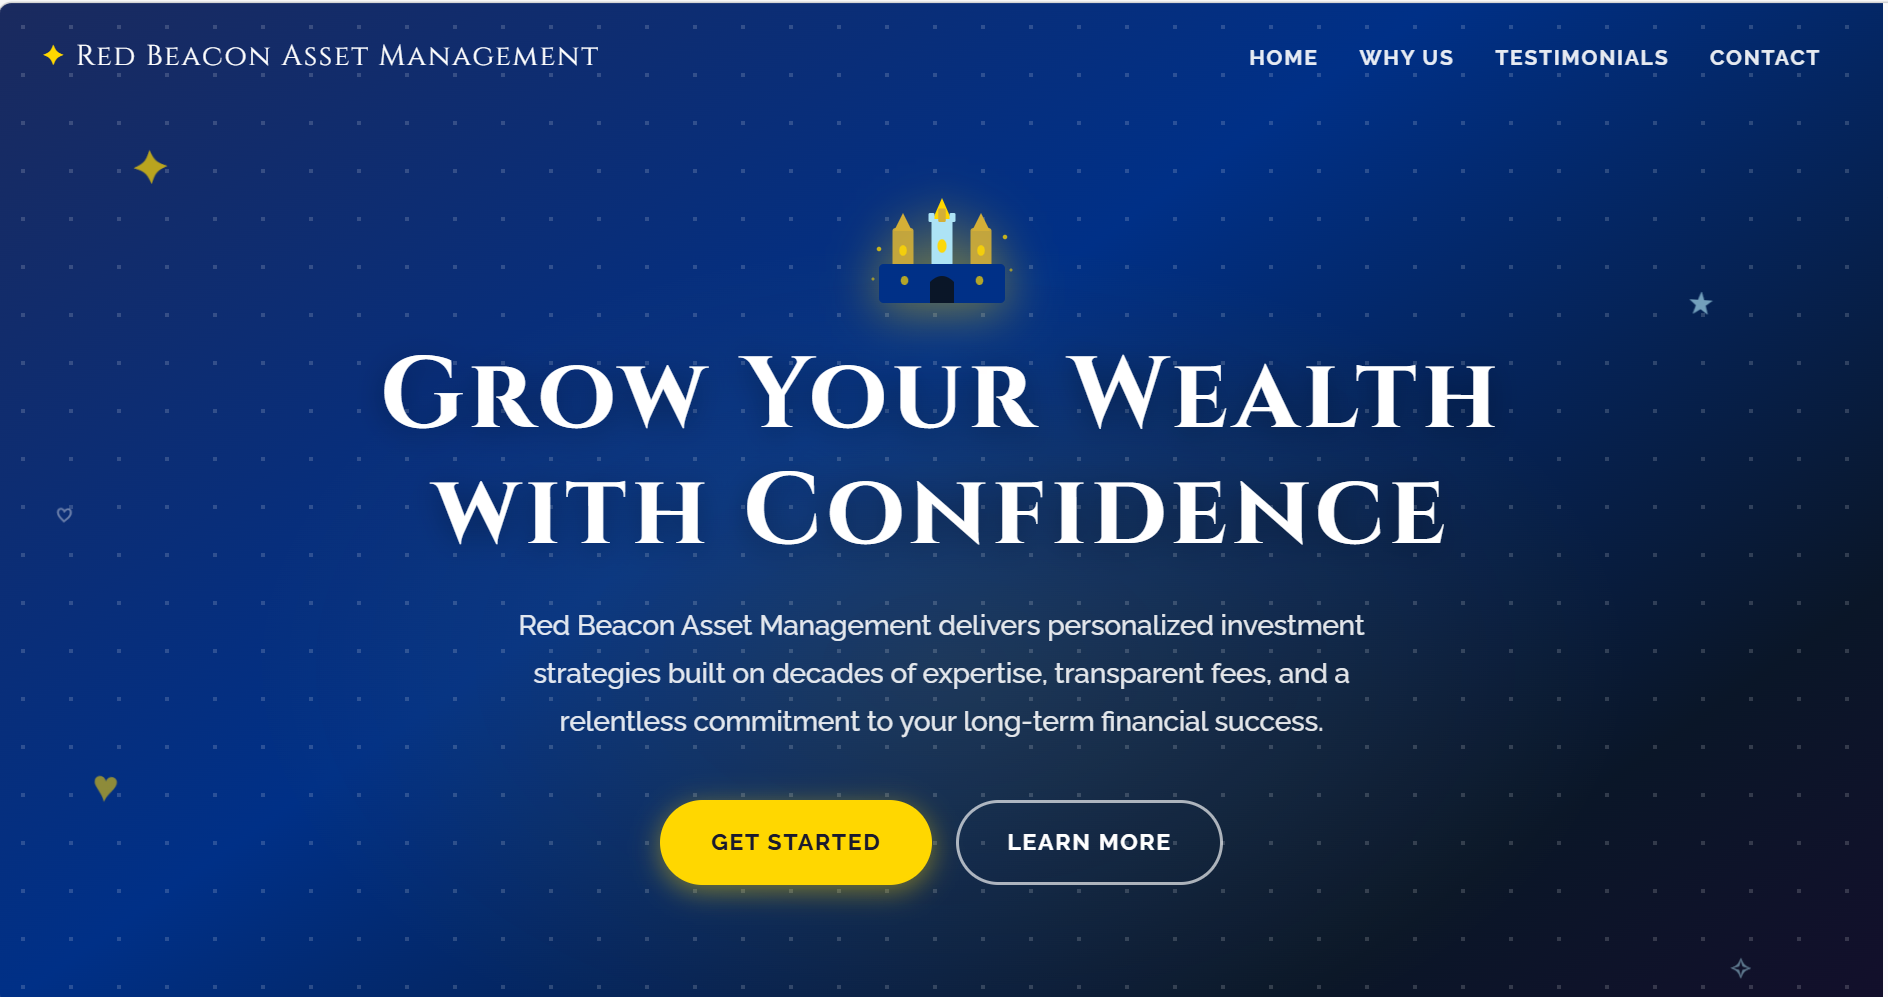 Red Beacon Asset Management
HOME WHY US TESTIMONIALS CONTACT
Grow Your Wealth
with Confidence
Red Beacon Asset Management delivers personalized investment
strategies built on decades of expertise, transparent fees, and a
relentless commitment to your long-term financial success.
GET STARTED LEARN MORE